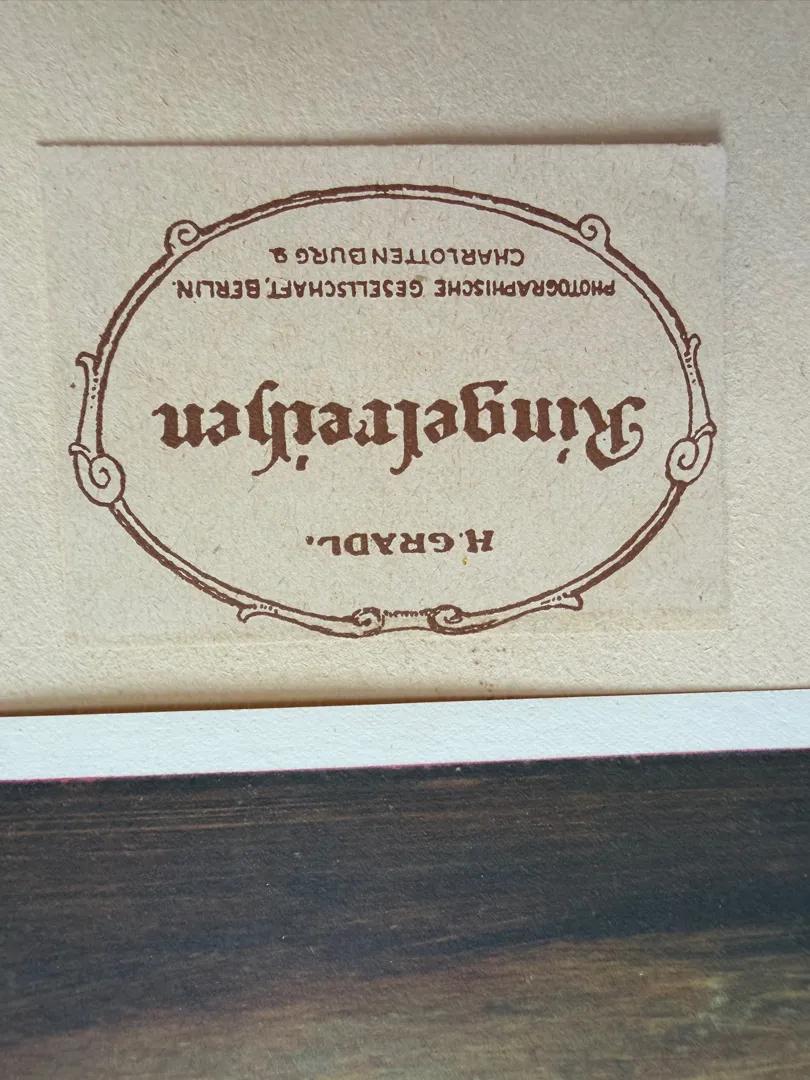 H. GRADL.
Ringelreihen
PHOTOGRAPHISCHE GESELLSCHAFT, BERLIN.
CHARLOTTENBURG 9